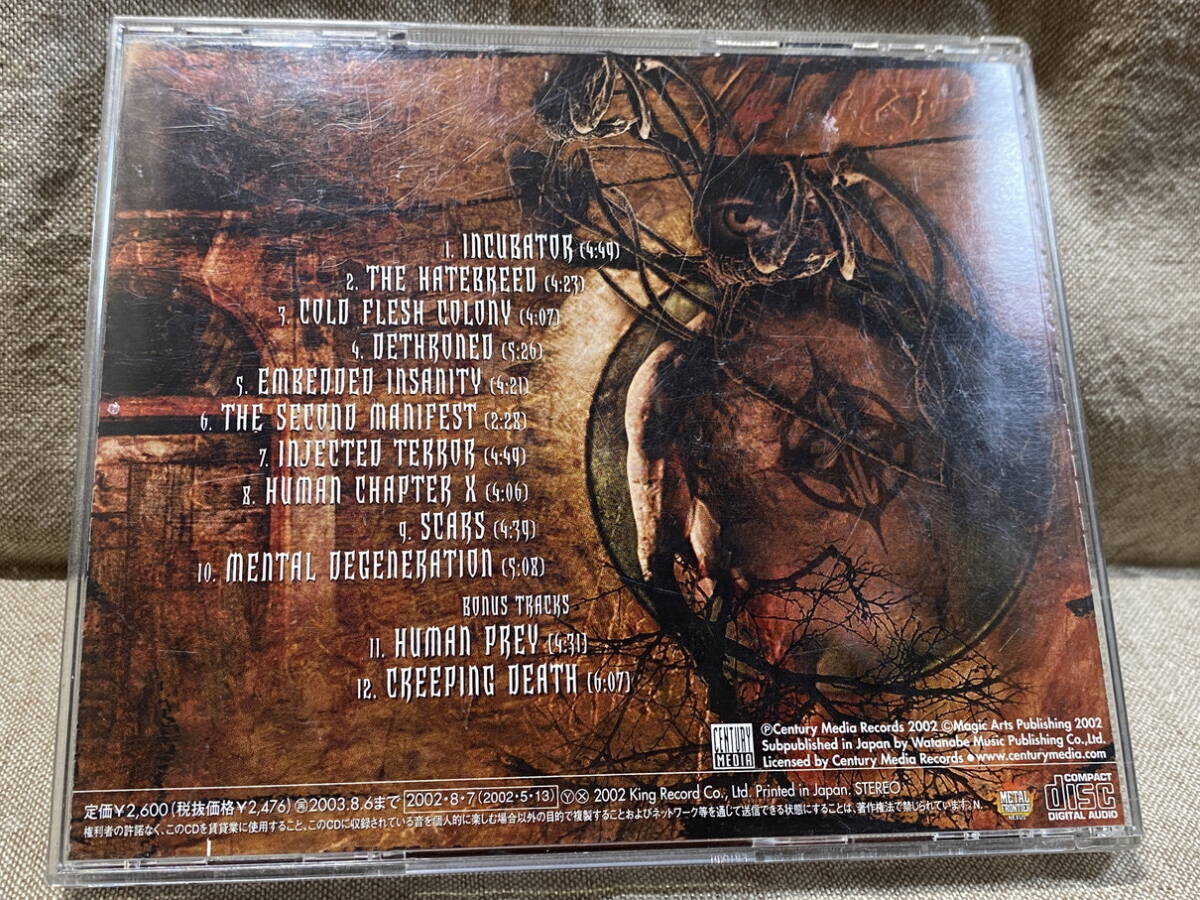 1. INCUBATOR (4:49)
2. THE HATEBREED (4:23)
3. COLD FLESH COLONY (4:07)
4. DETHRONED (5:26)
5. EMBEDDED INSANITY (4:21)
6. THE SECOND MANIFEST (2:28)
7. INJECTED TERROR (4:49)
8. HUMAN CHAPTER X (4:06)
9. SCARS (4:39)
10. MENTAL DEGENERATION (5:08)
BONUS TRACKS
11. HUMAN PREY (4:31)
12. CREEPING DEATH (6:07)
CENTURY MEDIA
ⓅCentury Media Records 2002 ©Magic Arts Publishing 2002
Subpublished in Japan by Watanabe Music Publishing Co.,Ltd.
Licensed by Century Media Records ●www.centurymedia.com
定価¥2,600(税抜価格¥2,476)㊢2003.8.6まで 2002・8・7(2002・5・13) ⓎⓍ 2002 King Record Co., Ltd. Printed in Japan. STEREO
権利者の許諾なく、このCDを賃貸業に使用すること、このCDに収録されている音を個人的に楽しむ場合以外の目的で複製することおよびネットワーク等を通じて送信できる状態にすることは、著作権法で禁じられています。N.
METAL FRONTIER NEXUS
COMPACT disc DIGITAL AUDIO